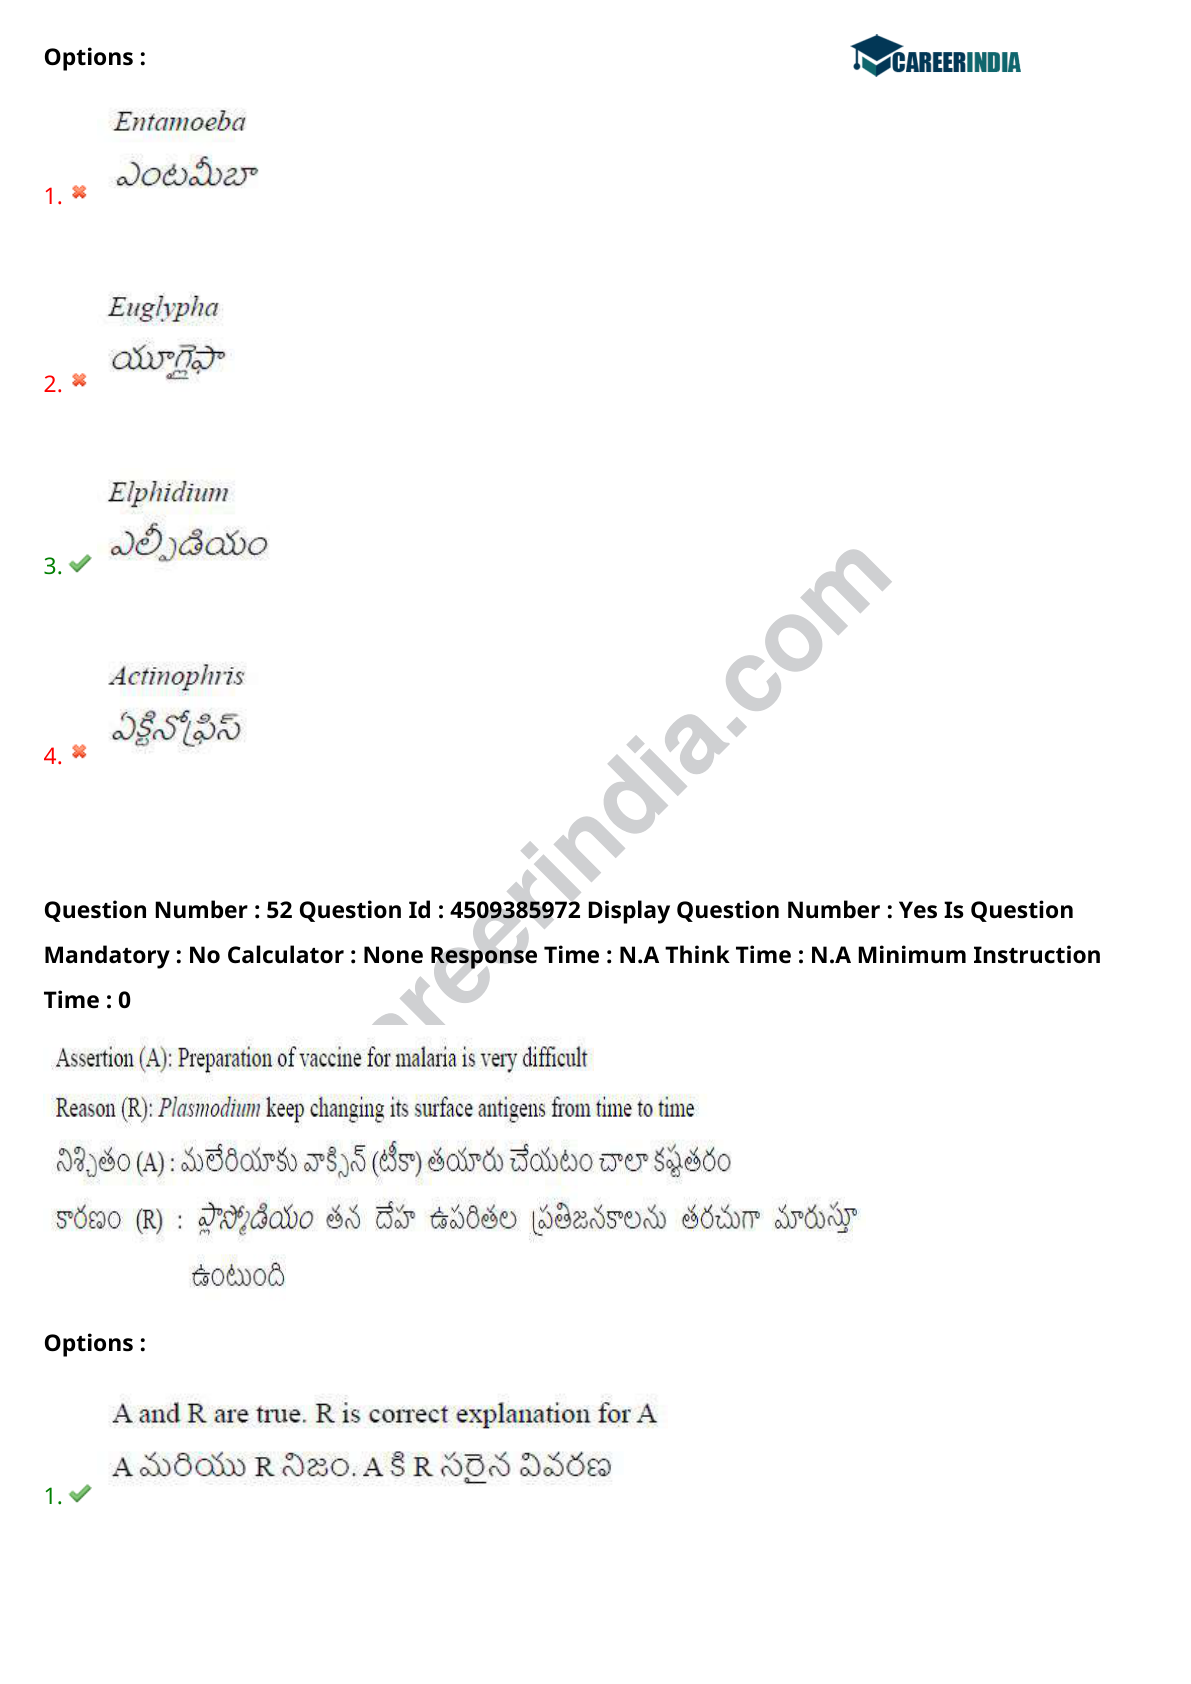 Options :
CAREERINDIA
Entamoeba
ఎంటమీబా
1.
Euglypha
యూగ్లైఫా
2.
Elphidium
ఎల్ఫీడియం
3.
Actinophris
ఏక్టినోఫ్రిస్
4.
Question Number : 52 Question Id : 4509385972 Display Question Number : Yes Is Question
Mandatory : No Calculator : None Response Time : N.A Think Time : N.A Minimum Instruction
Time : 0
Assertion (A): Preparation of vaccine for malaria is very difficult
Reason (R): Plasmodium keep changing its surface antigens from time to time
నిశ్చితం (A) : మలేరియాకు వాక్సిన్ (టీకా) తయారు చేయటం చాలా కష్టతరం
కారణం (R) : ప్లాస్మోడియం తన దేహ ఉపరితల ప్రతిజనకాలను తరచుగా మారుస్తూ
ఉంటుంది
Options :
A and R are true. R is correct explanation for A
A మరియు R నిజం. A కి R సరైన వివరణ
1.